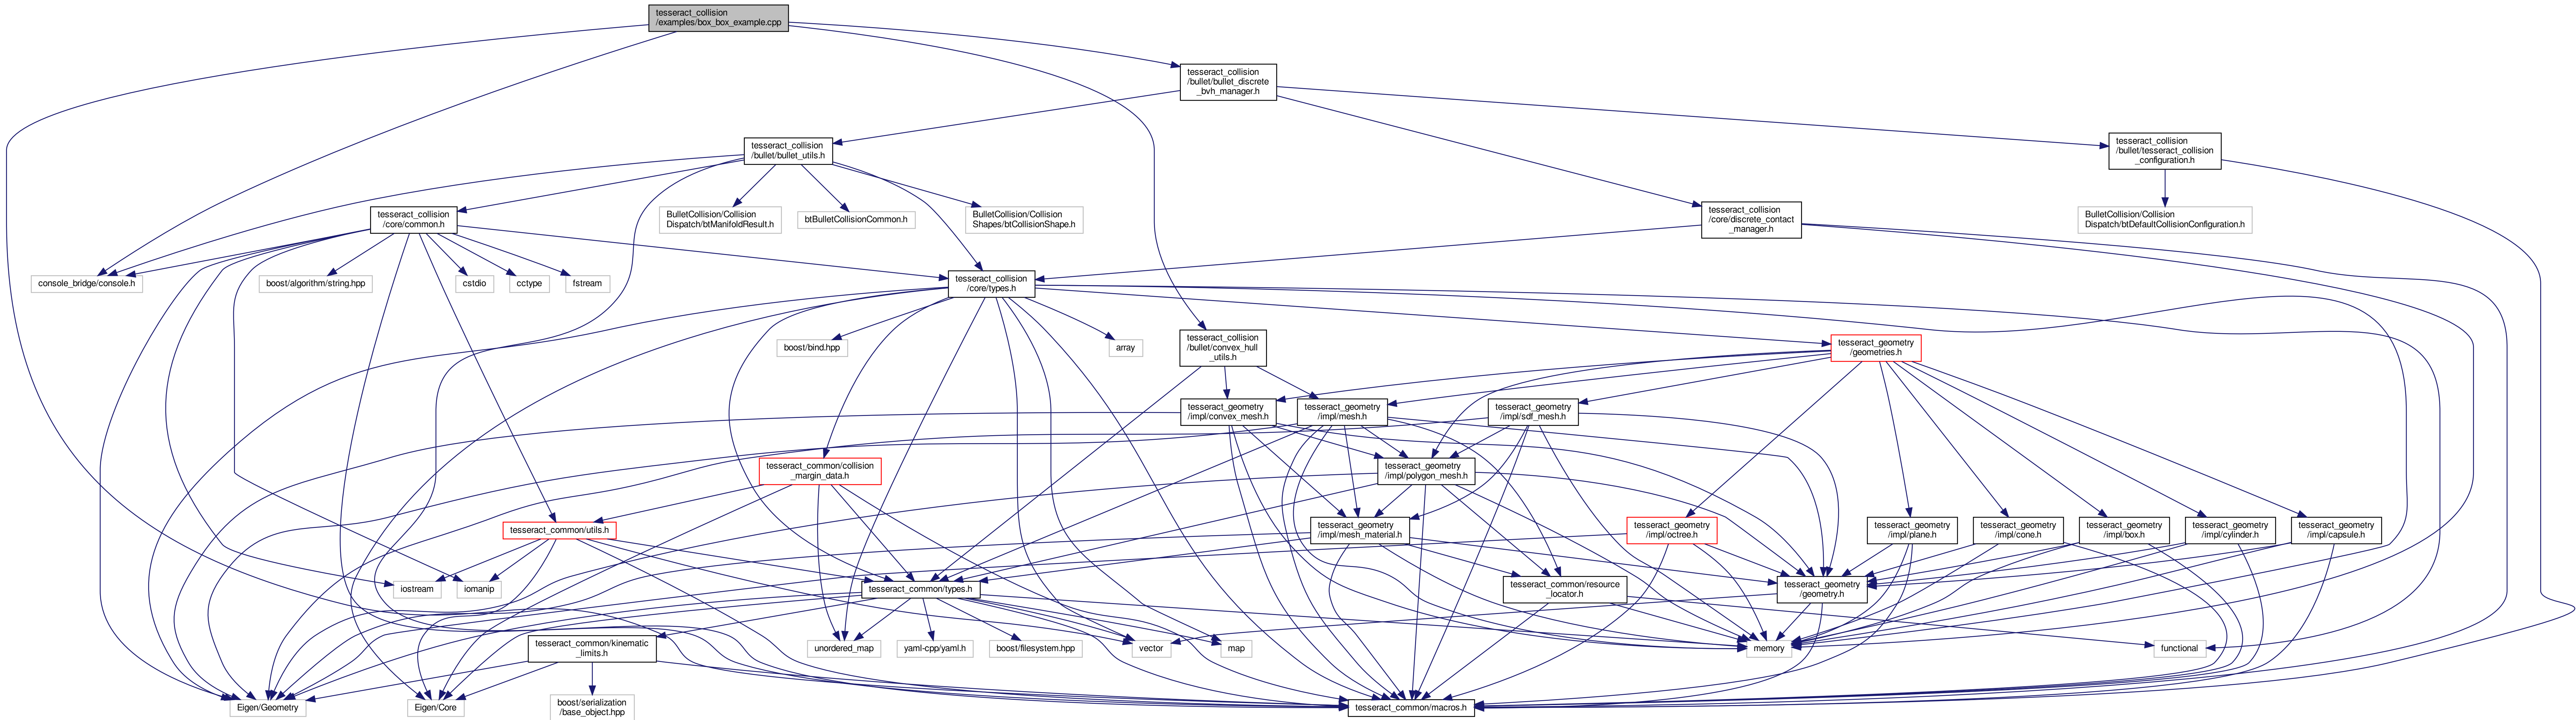 tesseract_collision
/examples/box_box_example.cpp
tesseract_collision
/bullet/bullet_discrete
_bvh_manager.h
tesseract_collision
/bullet/bullet_utils.h
tesseract_collision
/bullet/tesseract_collision
_configuration.h
tesseract_collision
/core/common.h
BulletCollision/Collision
Dispatch/btManifoldResult.h
btBulletCollisionCommon.h
BulletCollision/Collision
Shapes/btCollisionShape.h
tesseract_collision
/core/discrete_contact
_manager.h
BulletCollision/Collision
Dispatch/btDefaultCollisionConfiguration.h
console_bridge/console.h
boost/algorithm/string.hpp
cstdio
cctype
fstream
tesseract_collision
/core/types.h
boost/bind.hpp
array
tesseract_collision
/bullet/convex_hull
_utils.h
tesseract_geometry
/geometries.h
tesseract_geometry
/impl/convex_mesh.h
tesseract_geometry
/impl/mesh.h
tesseract_geometry
/impl/sdf_mesh.h
tesseract_common/collision
_margin_data.h
tesseract_geometry
/impl/polygon_mesh.h
tesseract_common/utils.h
tesseract_geometry
/impl/mesh_material.h
tesseract_geometry
/impl/octree.h
tesseract_geometry
/impl/plane.h
tesseract_geometry
/impl/cone.h
tesseract_geometry
/impl/box.h
tesseract_geometry
/impl/cylinder.h
tesseract_geometry
/impl/capsule.h
iostream
iomanip
tesseract_common/types.h
tesseract_common/resource
_locator.h
tesseract_geometry
/geometry.h
tesseract_common/kinematic
_limits.h
unordered_map
yaml-cpp/yaml.h
boost/filesystem.hpp
vector
map
memory
functional
Eigen/Geometry
Eigen/Core
boost/serialization
/base_object.hpp
tesseract_common/macros.h